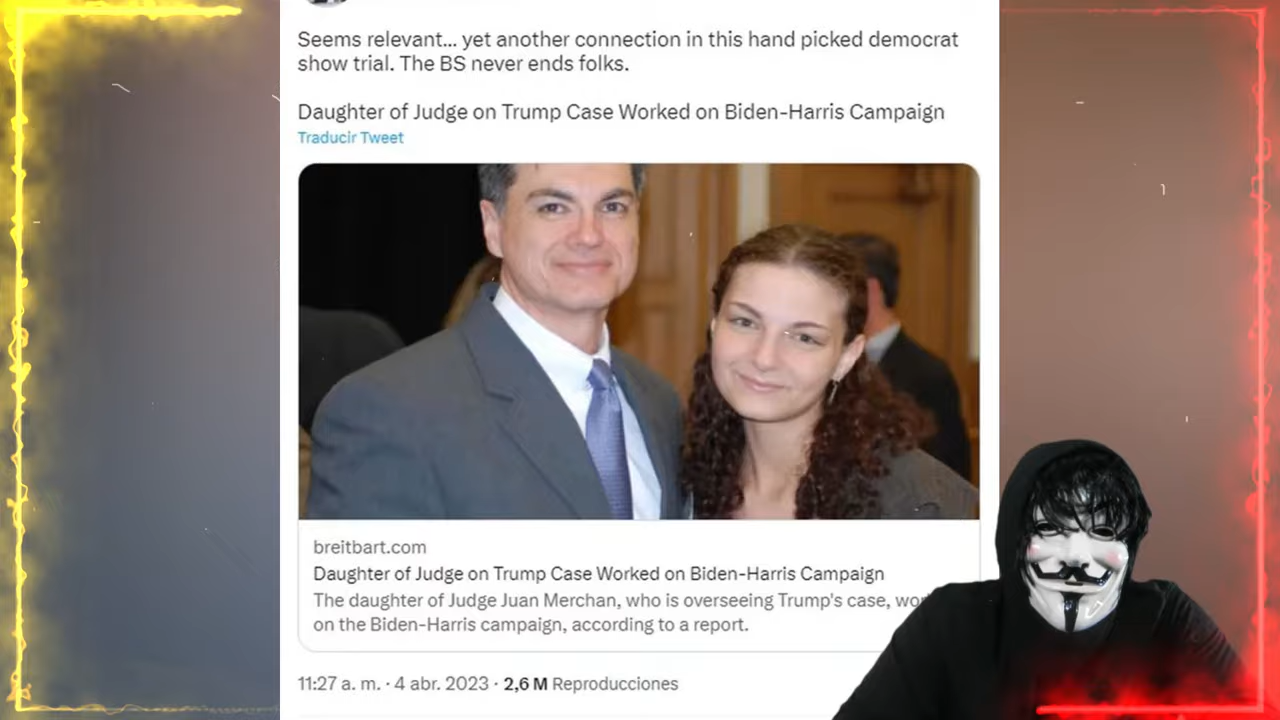 Seems relevant... yet another connection in this hand picked democrat
show trial. The BS never ends folks.
Daughter of Judge on Trump Case Worked on Biden-Harris Campaign
Traducir Tweet
breitbart.com
Daughter of Judge on Trump Case Worked on Biden-Harris Campaign
The daughter of Judge Juan Merchan, who is overseeing Trump's case,
on the Biden-Harris campaign, according to a report.
11:27 a. m. · 4 abr. 2023 · 2,6 M Reproducciones